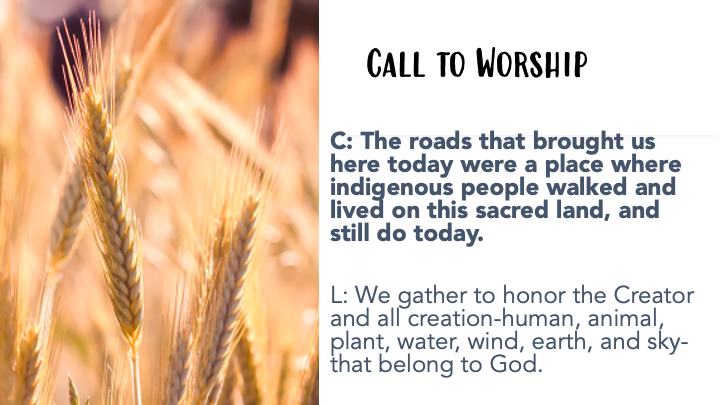 Call to Worship
C: The roads that brought us
here today were a place where
indigenous people walked and
lived on this sacred land, and
still do today.
L: We gather to honor the Creator
and all creation-human, animal,
plant, water, wind, earth, and sky-
that belong to God.